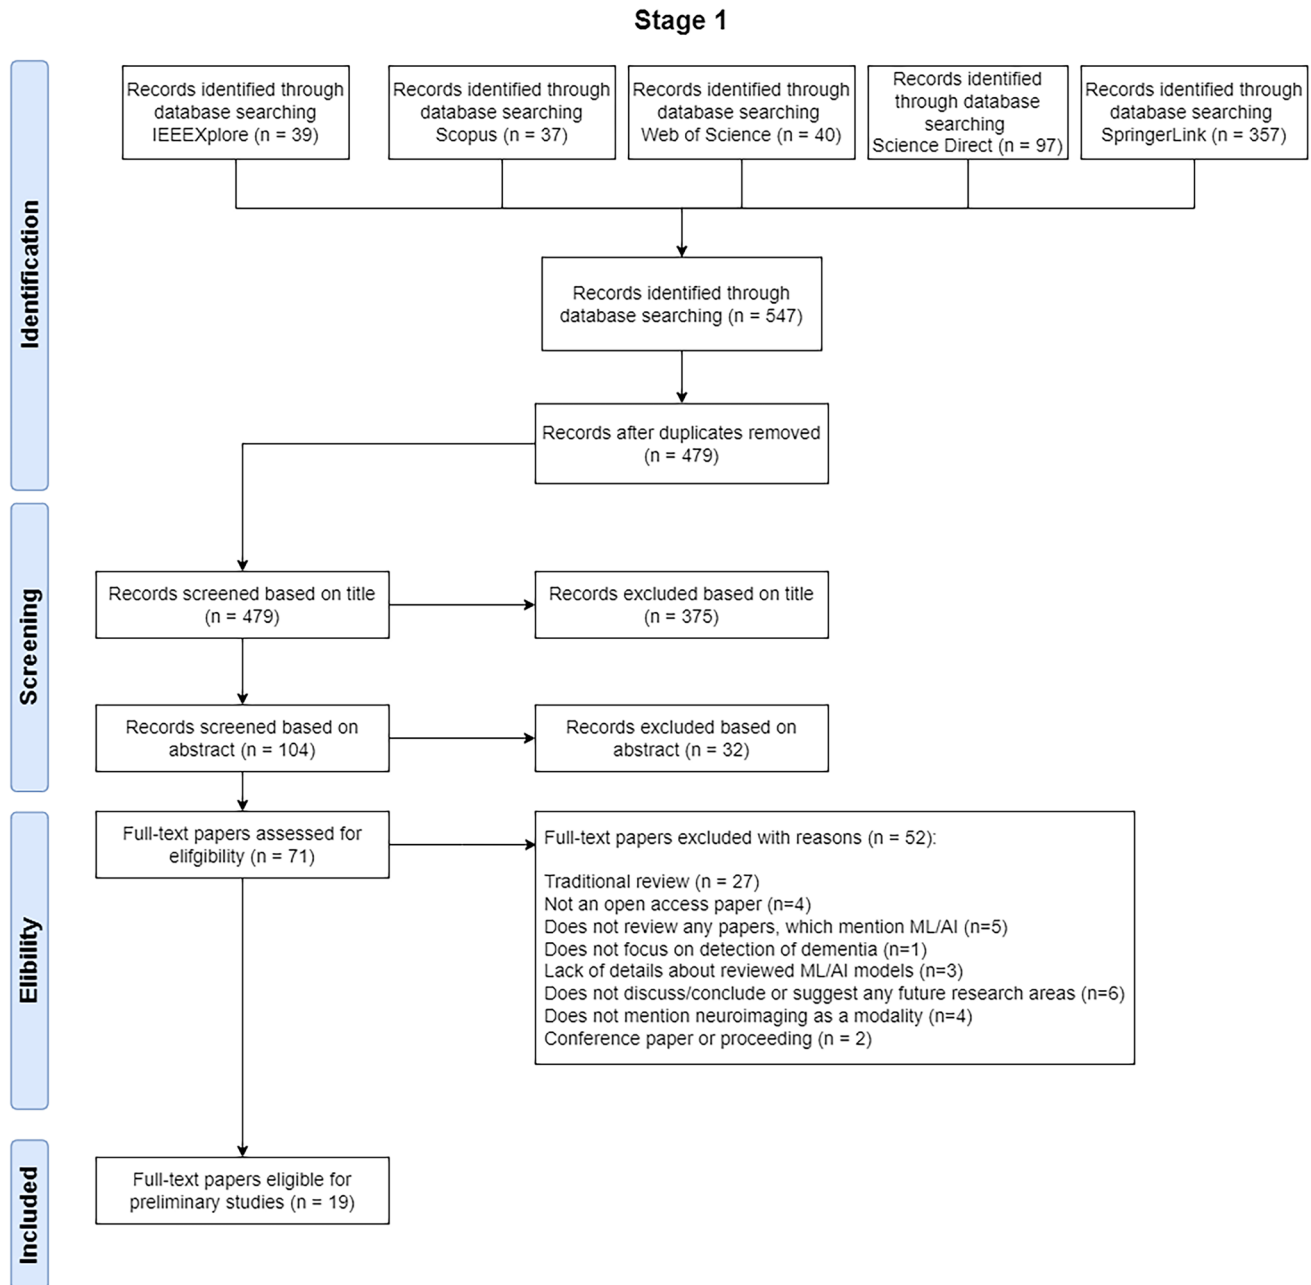 Stage 1
Identification
Records identified through
database searching
IEEEXplore (n = 39)
Records identified through
database searching
Scopus (n = 37)
Records identified through
database searching
Web of Science (n = 40)
Records identified
through database
searching
Science Direct (n = 97)
Records identified through
database searching
SpringerLink (n = 357)
Records identified through
database searching (n = 547)
Records after duplicates removed
(n = 479)
Screening
Records screened based on title
(n = 479)
Records excluded based on title
(n = 375)
Records screened based on
abstract (n = 104)
Records excluded based on
abstract (n = 32)
Elibility
Full-text papers assessed for
elifgibility (n = 71)
Full-text papers excluded with reasons (n = 52):
Traditional review (n = 27)
Not an open access paper (n=4)
Does not review any papers, which mention ML/AI (n=5)
Does not focus on detection of dementia (n=1)
Lack of details about reviewed ML/AI models (n=3)
Does not discuss/conclude or suggest any future research areas (n=6)
Does not mention neuroimaging as a modality (n=4)
Conference paper or proceeding (n = 2)
Included
Full-text papers eligible for
preliminary studies (n = 19)